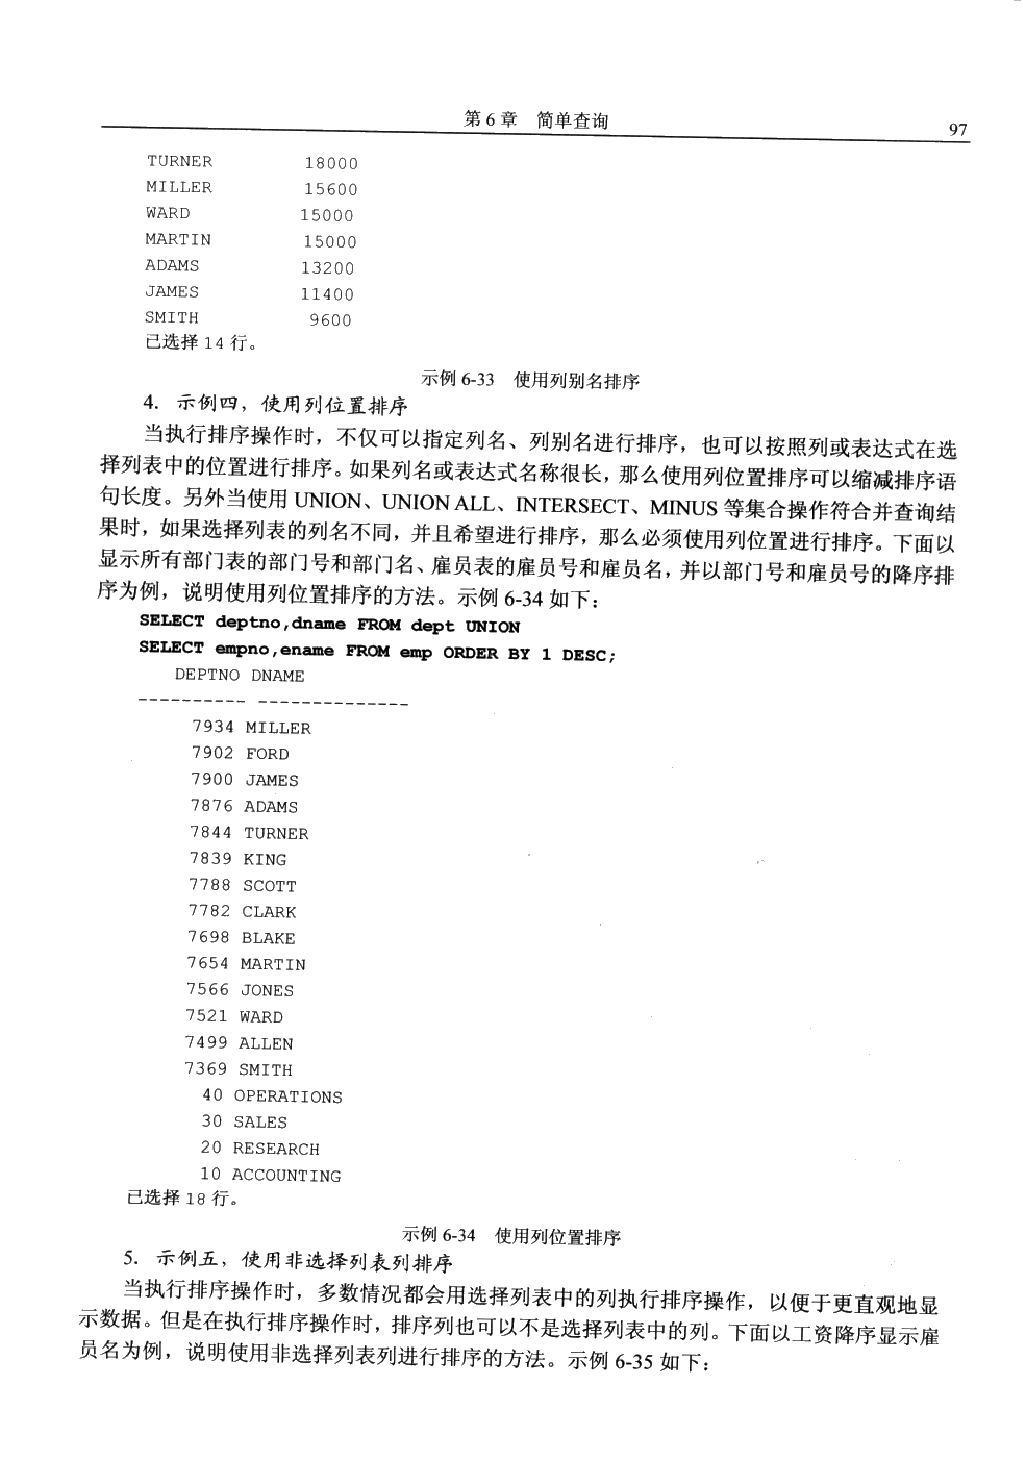 第 6 章　简单查询
97
TURNER 18000
MILLER 15600
WARD 15000
MARTIN 15000
ADAMS 13200
JAMES 11400
SMITH 9600
已选择 14 行。
示例 6-33　使用列别名排序
4．示例四，使用列位置排序
当执行排序操作时，不仅可以指定列名、列别名进行排序，也可以按照列或表达式在选
择列表中的位置进行排序。如果列名或表达式名称很长，那么使用列位置排序可以缩减排序语
句长度。另外当使用 UNION、UNION ALL、INTERSECT、MINUS 等集合操作符合并查询结
果时，如果选择列表的列名不同，并且希望进行排序，那么必须使用列位置进行排序。下面以
显示所有部门表的部门号和部门名、雇员表的雇员号和雇员名，并以部门号和雇员号的降序排
序为例，说明使用列位置排序的方法。示例 6-34 如下：
SELECT deptno,dname FROM dept UNION
SELECT empno,ename FROM emp ORDER BY 1 DESC;
DEPTNO DNAME
---------- --------------
7934 MILLER
7902 FORD
7900 JAMES
7876 ADAMS
7844 TURNER
7839 KING
7788 SCOTT
7782 CLARK
7698 BLAKE
7654 MARTIN
7566 JONES
7521 WARD
7499 ALLEN
7369 SMITH
40 OPERATIONS
30 SALES
20 RESEARCH
10 ACCOUNTING
已选择 18 行。
示例 6-34　使用列位置排序
5．示例五，使用非选择列表列排序
当执行排序操作时，多数情况都会用选择列表中的列执行排序操作，以便于更直观地显
示数据。但是在执行排序操作时，排序列也可以不是选择列表中的列。下面以工资降序显示雇
员名为例，说明使用非选择列表列进行排序的方法。示例 6-35 如下：